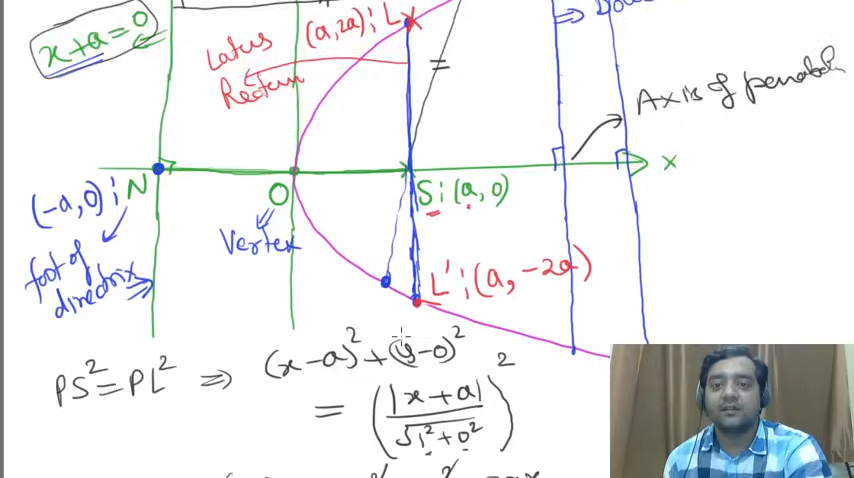 x+a=0
Latus
Rectum
(a,2a);L
=
Axis of
x
(-a,0);N
O
S;(a,0)
Vertex
foot of
directrix
L';(a,-2a)
PS²=PL² ⇒ (x-a)²+(y-0)²
= (|x+a|/√1²+0²)²